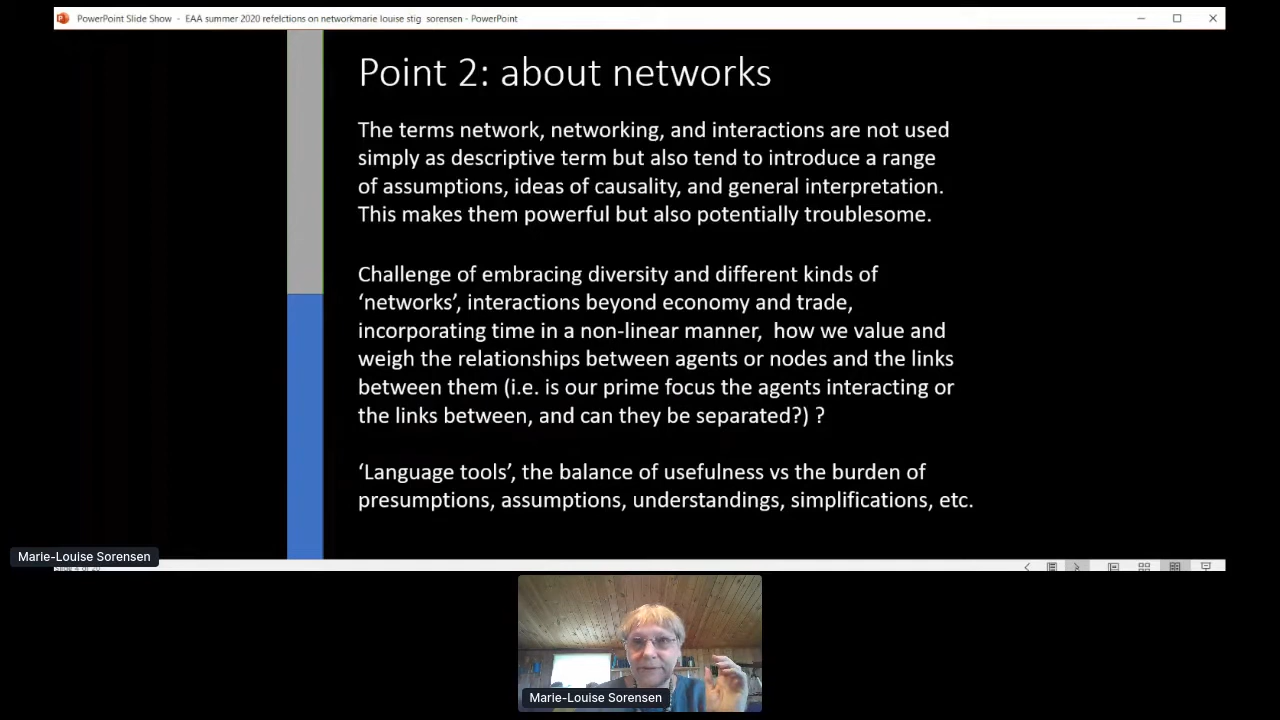 PowerPoint Slide Show - EAA summer 2020 refelctions on networkmarie louise stig sorensen - PowerPoint
Point 2: about networks
The terms network, networking, and interactions are not used
simply as descriptive term but also tend to introduce a range
of assumptions, ideas of causality, and general interpretation.
This makes them powerful but also potentially troublesome.
Challenge of embracing diversity and different kinds of
‘networks’, interactions beyond economy and trade,
incorporating time in a non-linear manner, how we value and
weigh the relationships between agents or nodes and the links
between them (i.e. is our prime focus the agents interacting or
the links between, and can they be separated?) ?
‘Language tools’, the balance of usefulness vs the burden of
presumptions, assumptions, understandings, simplifications, etc.
Marie-Louise Sorensen
Marie-Louise Sorensen